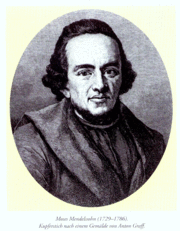 Moses Mendelssohn (1729–1786).
Kupferstich nach einem Gemälde von Anton Graff